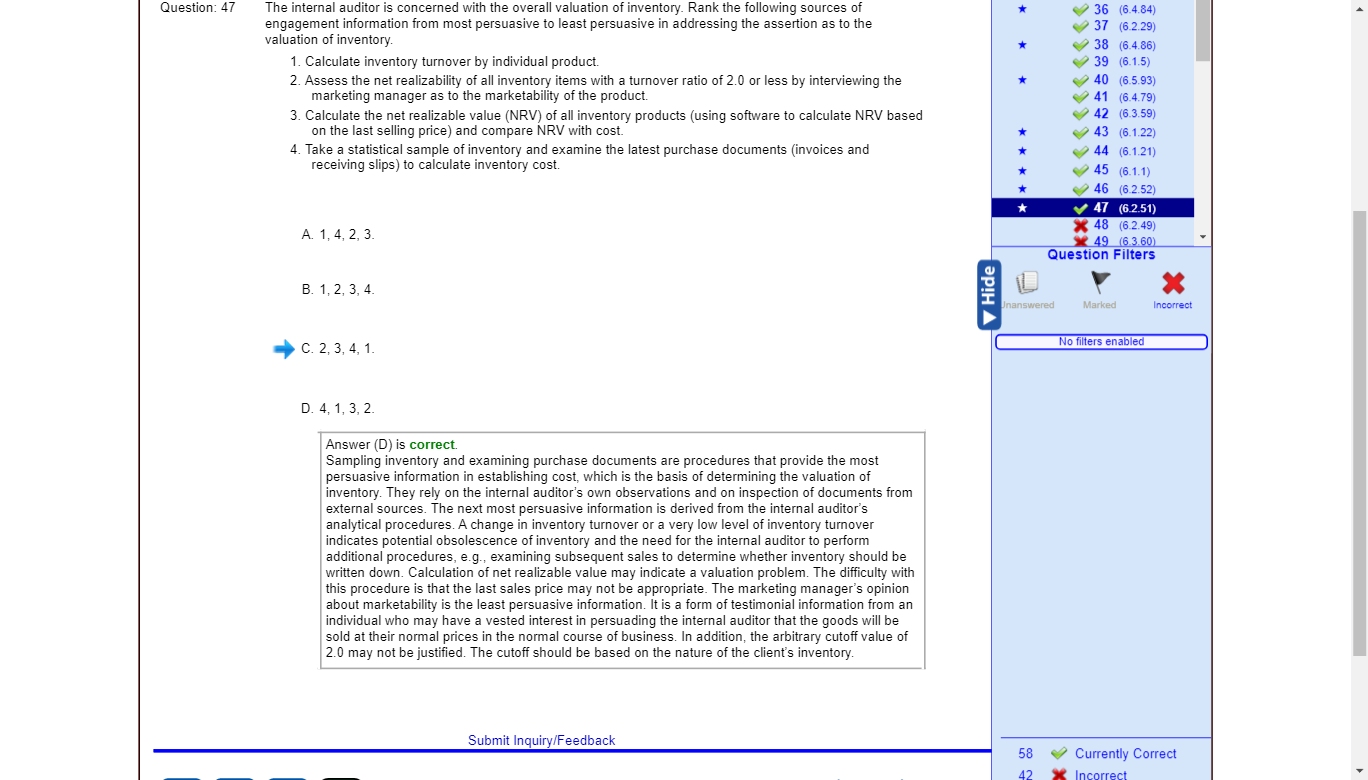 Question: 47
The internal auditor is concerned with the overall valuation of inventory. Rank the following sources of
engagement information from most persuasive to least persuasive in addressing the assertion as to the
valuation of inventory.
1. Calculate inventory turnover by individual product.
2. Assess the net realizability of all inventory items with a turnover ratio of 2.0 or less by interviewing the
marketing manager as to the marketability of the product.
3. Calculate the net realizable value (NRV) of all inventory products (using software to calculate NRV based
on the last selling price) and compare NRV with cost.
4. Take a statistical sample of inventory and examine the latest purchase documents (invoices and
receiving slips) to calculate inventory cost.
A. 1, 4, 2, 3.
B. 1, 2, 3, 4.
C. 2, 3, 4, 1.
D. 4, 1, 3, 2.
Answer (D) is correct.
Sampling inventory and examining purchase documents are procedures that provide the most
persuasive information in establishing cost, which is the basis of determining the valuation of
inventory. They rely on the internal auditor's own observations and on inspection of documents from
external sources. The next most persuasive information is derived from the internal auditor's
analytical procedures. A change in inventory turnover or a very low level of inventory turnover
indicates potential obsolescence of inventory and the need for the internal auditor to perform
additional procedures, e.g., examining subsequent sales to determine whether inventory should be
written down. Calculation of net realizable value may indicate a valuation problem. The difficulty with
this procedure is that the last sales price may not be appropriate. The marketing manager's opinion
about marketability is the least persuasive information. It is a form of testimonial information from an
individual who may have a vested interest in persuading the internal auditor that the goods will be
sold at their normal prices in the normal course of business. In addition, the arbitrary cutoff value of
2.0 may not be justified. The cutoff should be based on the nature of the client's inventory.
Submit Inquiry/Feedback
36 (6.4.84)
37 (6.2.29)
38 (6.4.86)
39 (6.1.5)
40 (6.5.93)
41 (6.4.79)
42 (6.3.59)
43 (6.1.22)
44 (6.1.21)
45 (6.1.1)
46 (6.2.52)
47 (6.2.51)
48 (6.2.49)
49 (6.3.60)
Question Filters
Hide
Unanswered Marked Incorrect
No filters enabled
58 Currently Correct
42 Incorrect